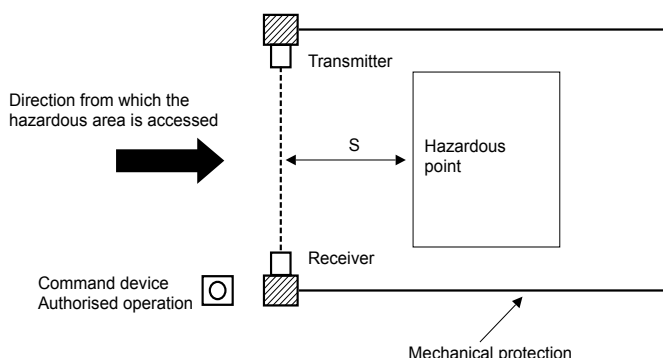 Transmitter
Direction from which the
hazardous area is accessed
S
Hazardous
point
Receiver
Command device
Authorised operation
Mechanical protection